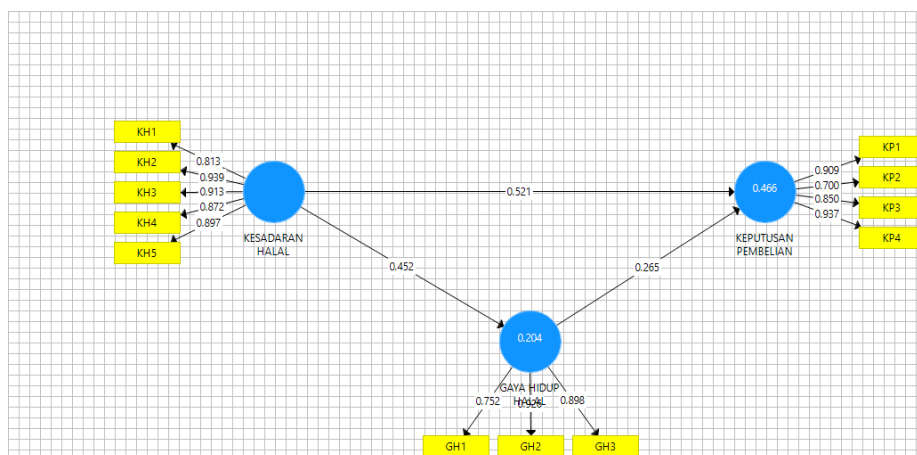 KH1
KH2
KH3
KH4
KH5
0.813
0.939
0.913
0.872
0.897
KESADARAN
HALAL
0.521
0.452
0.265
0.466
KEPUTUSAN
PEMBELIAN
0.909
0.700
0.850
0.937
KP1
KP2
KP3
KP4
0.204
GAYA HIDUP
HALAL
0.752
0.926
0.898
GH1
GH2
GH3